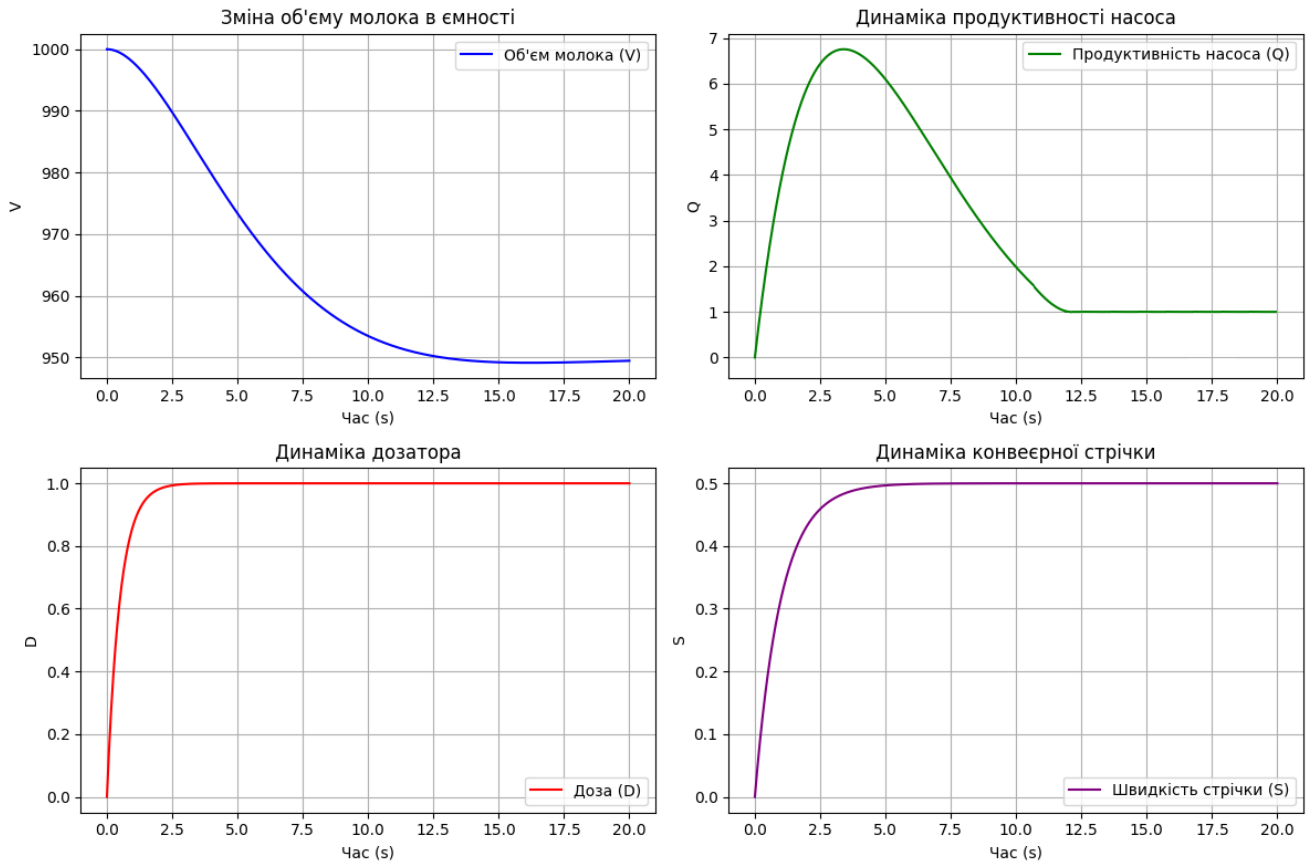 Зміна об'єму молока в ємності
1000
990
980
970
960
950
V
Об'єм молока (V)
0.0 2.5 5.0 7.5 10.0 12.5 15.0 17.5 20.0
Час (s)
Динаміка продуктивності насоса
7
6
5
4
3
2
1
0
Q
Продуктивність насоса (Q)
0.0 2.5 5.0 7.5 10.0 12.5 15.0 17.5 20.0
Час (s)
Динаміка дозатора
1.0
0.8
0.6
0.4
0.2
0.0
D
Доза (D)
0.0 2.5 5.0 7.5 10.0 12.5 15.0 17.5 20.0
Час (s)
Динаміка конвеєрної стрічки
0.5
0.4
0.3
0.2
0.1
0.0
S
Швидкість стрічки (S)
0.0 2.5 5.0 7.5 10.0 12.5 15.0 17.5 20.0
Час (s)